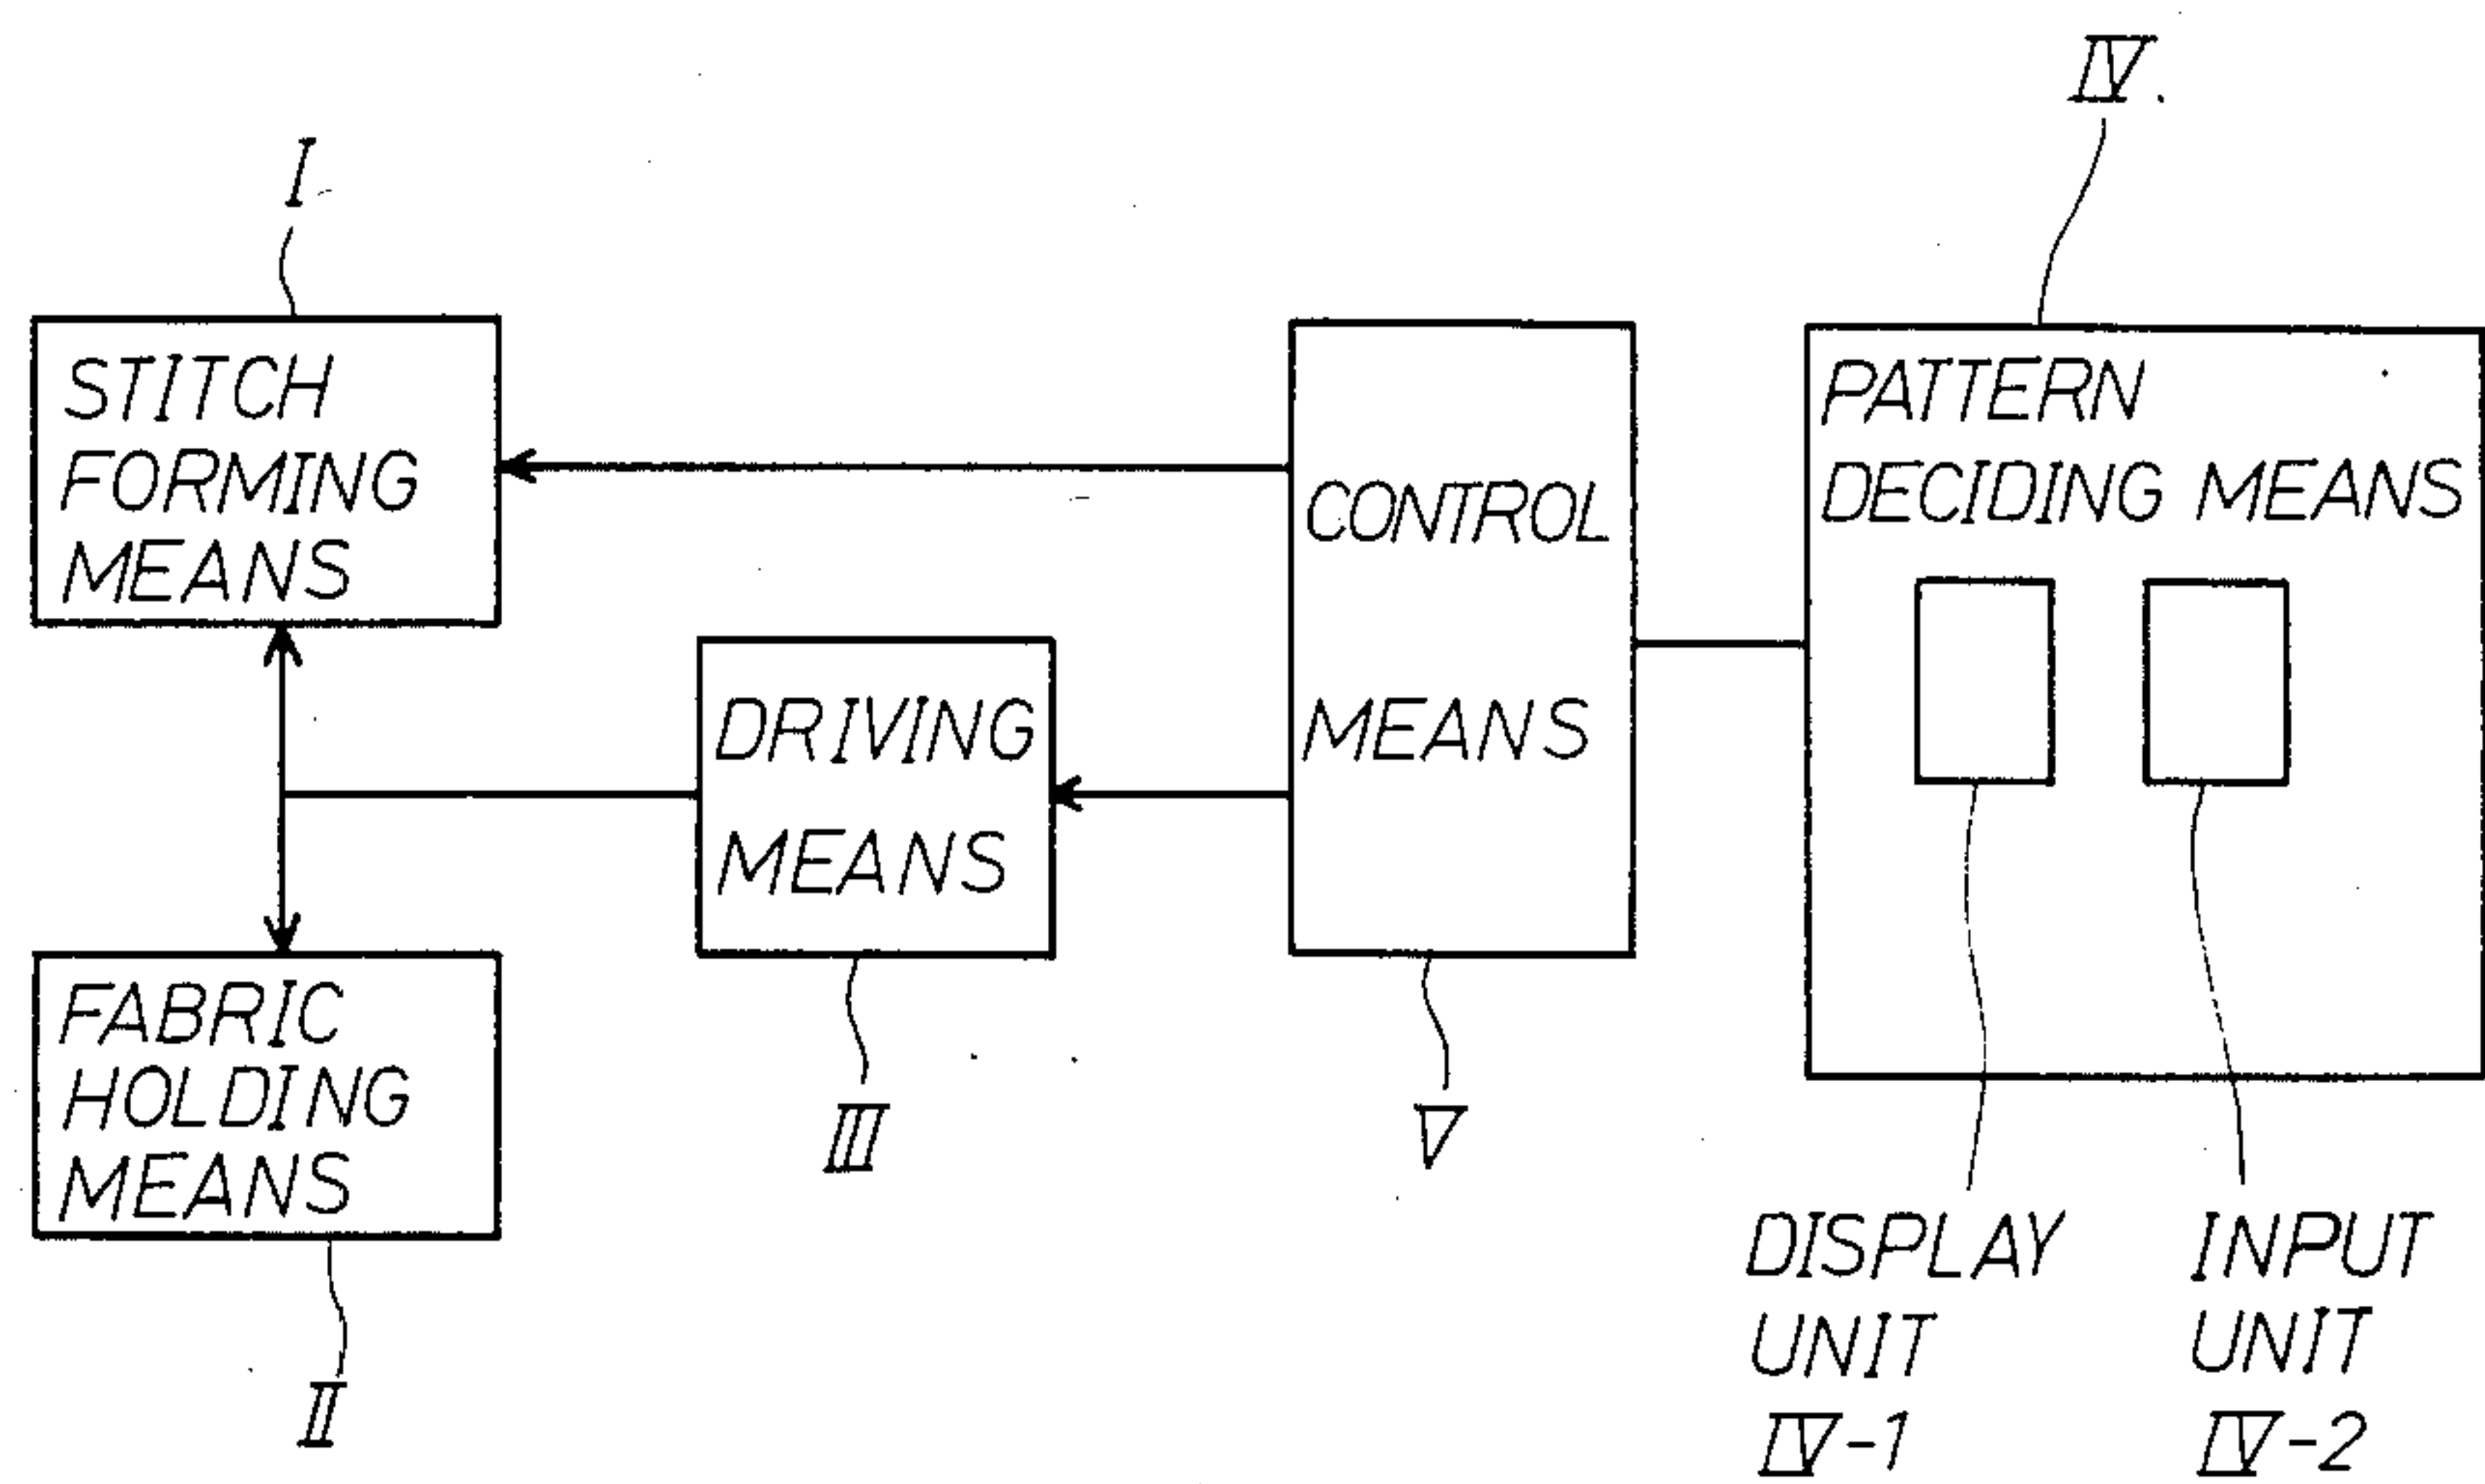 IV.
I
STITCH
FORMING
MEANS
CONTROL
MEANS
PATTERN
DECIDING MEANS
DRIVING
MEANS
FABRIC
HOLDING
MEANS
III
V
II
DISPLAY
UNIT
IV-1
INPUT
UNIT
IV-2